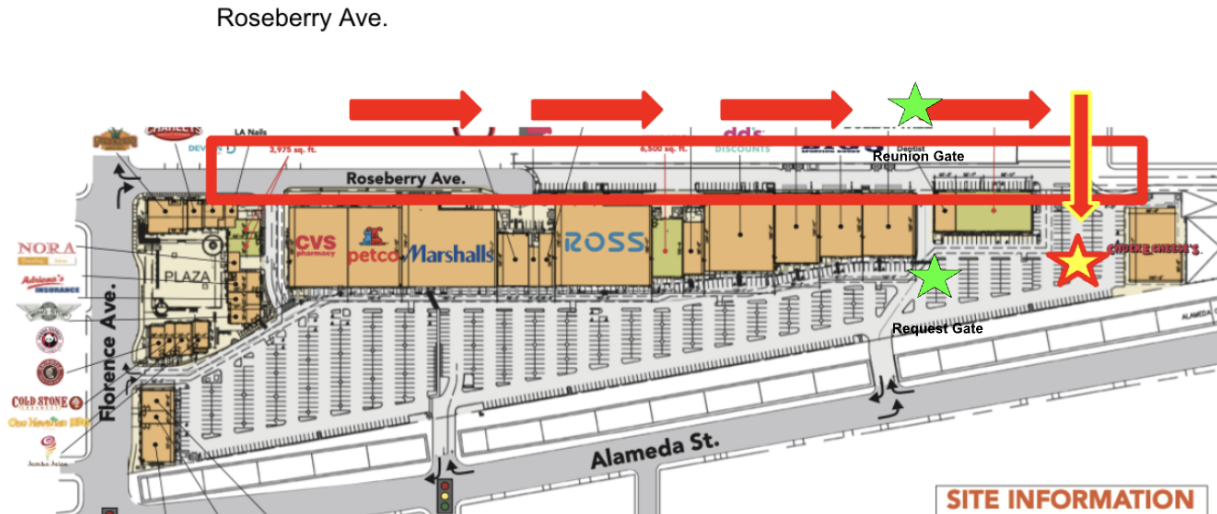 Roseberry Ave.
CHARLEYS
LA Nails
3,975 sq. ft.
6,500 sq. ft.
dd's
DISCOUNTS
Dentist
Reunion Gate
Roseberry Ave.
CVS
pharmacy
petco
Marshalls
ROSS
CHUCK E. CHEESE'S
NORA
PLAZA
Adriana's
INSURANCE
Florence Ave.
Request Gate
COLD STONE
Alameda St.
SITE INFORMATION